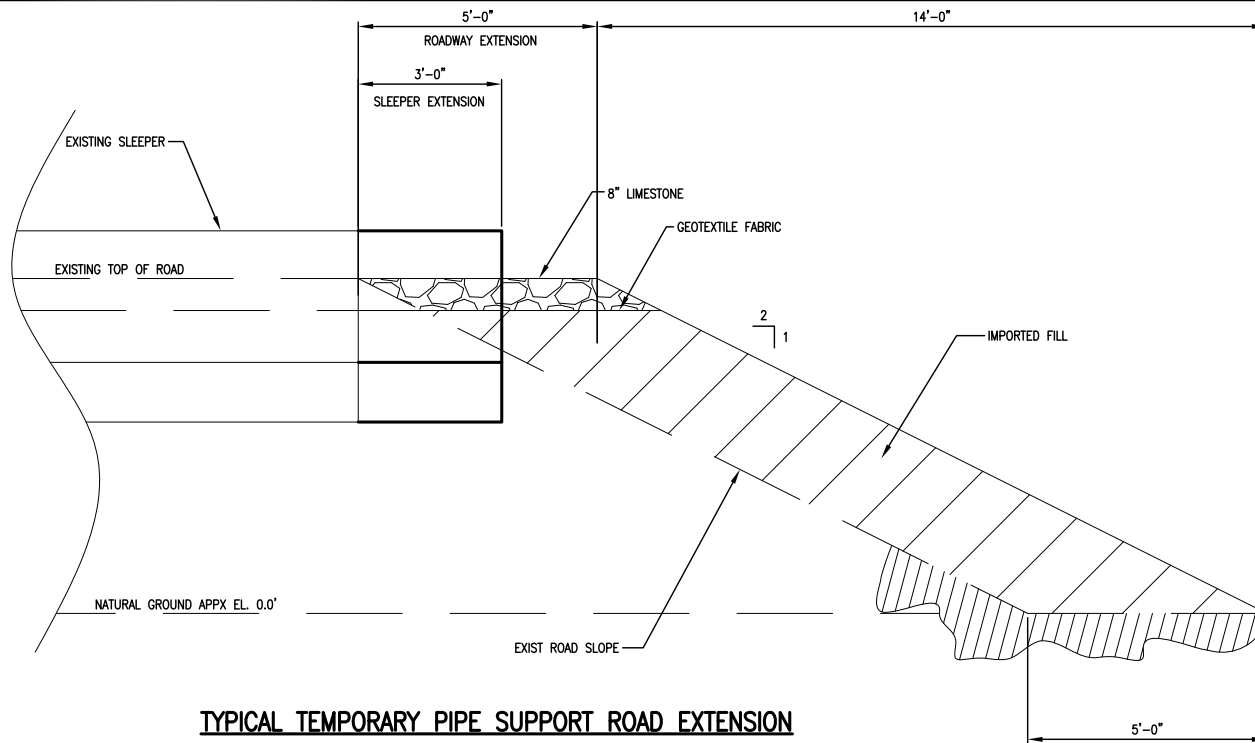 5'-0"
14'-0"
ROADWAY EXTENSION
3'-0"
SLEEPER EXTENSION
EXISTING SLEEPER
8" LIMESTONE
GEOTEXTILE FABRIC
EXISTING TOP OF ROAD
2
1
IMPORTED FILL
NATURAL GROUND APPX EL. 0.0'
EXIST ROAD SLOPE
TYPICAL TEMPORARY PIPE SUPPORT ROAD EXTENSION
5'-0"